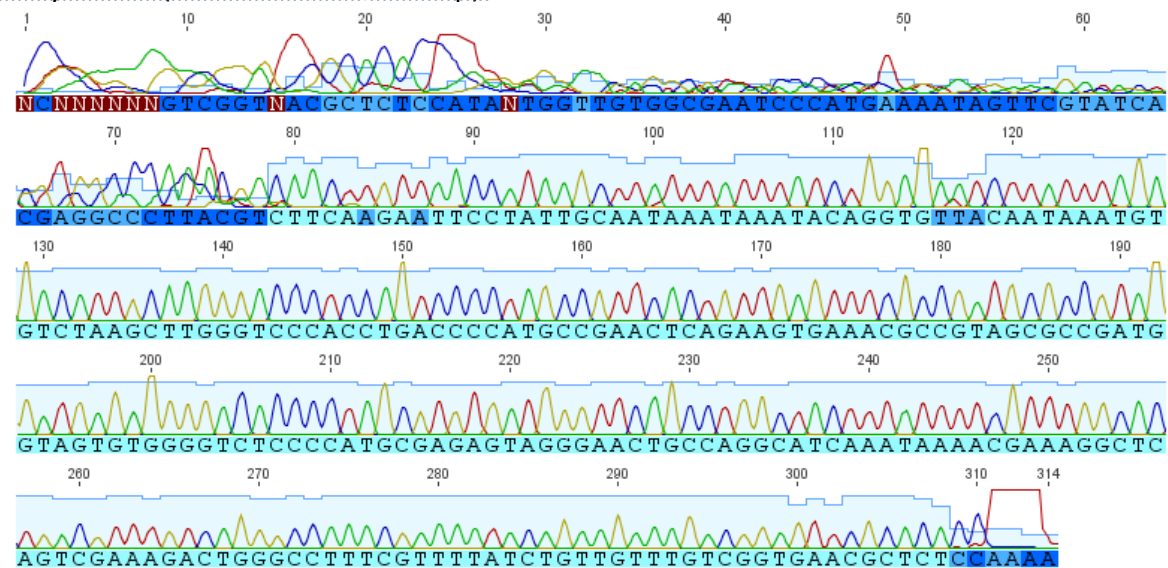 1 10 20 30 40 50 60
NCNNNNNNGTCGGTNACGCTCTCCATANTGGTTGTGGCGAATCCCATGAAAATAGTTCGTATCA
70 80 90 100 110 120
CGAGGCCCTTACGTCTTCAAGAATTCCTATTGCAATAAATAAATACAGGTGTTACAATAAATGT
130 140 150 160 170 180 190
GTCTAAGCTTGGGTCCCACCTGACCCCATGCCGAACTCAGAAGTGAAACGCCGTAGCGCCGATG
200 210 220 230 240 250
GTAGTGTGGGGTCTCCCCATGCGAGAGTAGGGAACTGCCAGGCATCAAATAAAACGAAAGGCTC
260 270 280 290 300 310 314
AGTCGAAAGACTGGGCCTTTCGTTTTATCTGTTGTTTGTCGGTGAACGCTCTCCAAAA